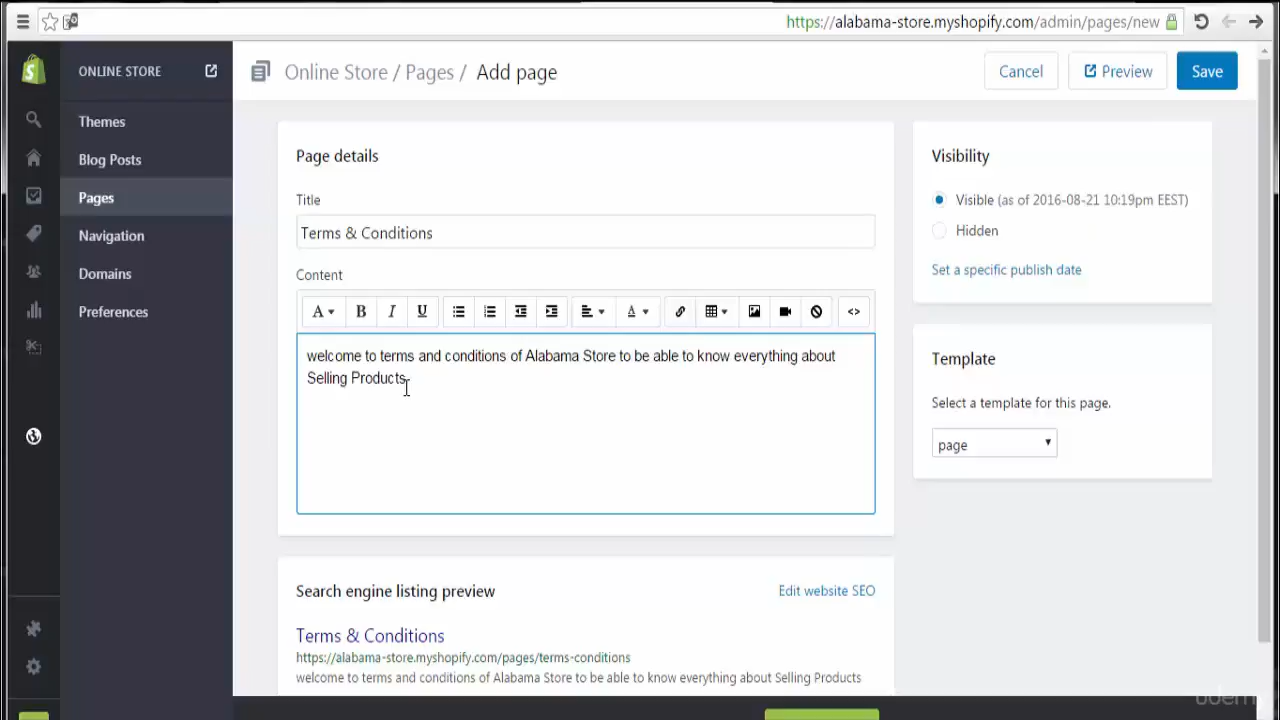 https://alabama-store.myshopify.com/admin/pages/new
ONLINE STORE
Online Store / Pages / Add page
Cancel
Preview
Save
Themes
Blog Posts
Pages
Navigation
Domains
Preferences
Page details
Title
Terms & Conditions
Content
A
B
I
U
A
<>
welcome to terms and conditions of Alabama Store to be able to know everything about
Selling Products
Visibility
Visible (as of 2016-08-21 10:19pm EEST)
Hidden
Set a specific publish date
Template
Select a template for this page.
page
Search engine listing preview
Edit website SEO
Terms & Conditions
https://alabama-store.myshopify.com/pages/terms-conditions
welcome to terms and conditions of Alabama Store to be able to know everything about Selling Products
udemy